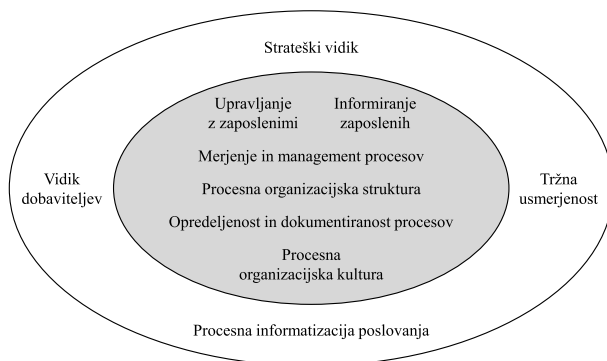 Strateški vidik
Upravljanje
z zaposlenimi
Informiranje
zaposlenih
Merjenje in management procesov
Vidik
dobaviteljev
Procesna organizacijska struktura
Tržna
usmerjenost
Opredeljenost in dokumentiranost procesov
Procesna
organizacijska kultura
Procesna informatizacija poslovanja